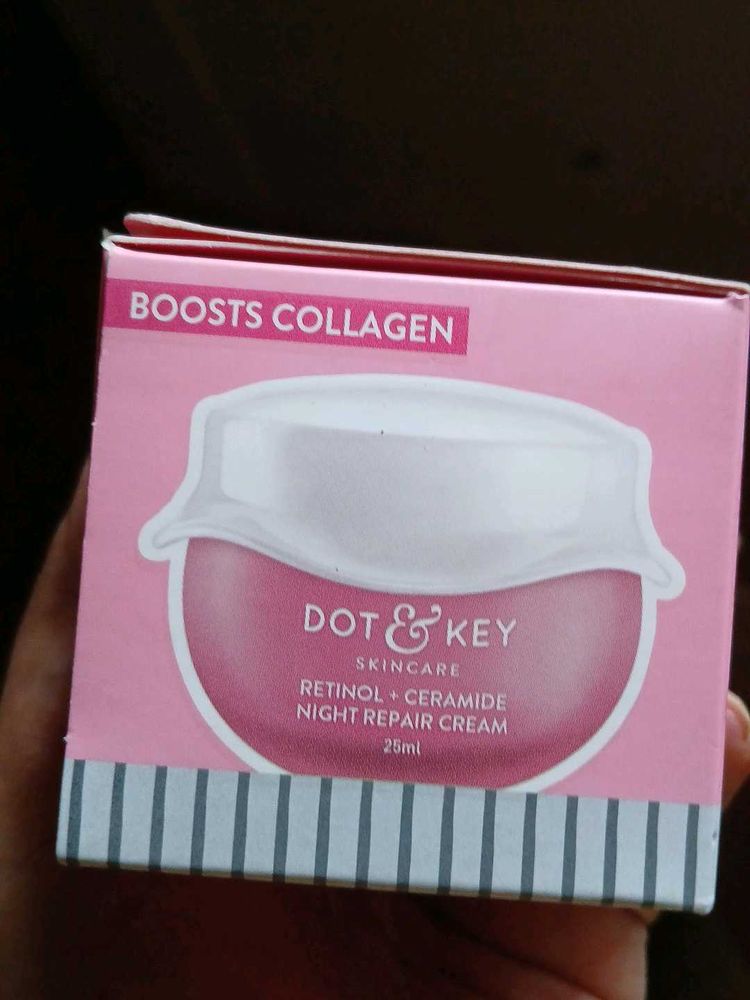 BOOSTS COLLAGEN
DOT & KEY
SKINCARE
RETINOL + CERAMIDE
NIGHT REPAIR CREAM
25ml